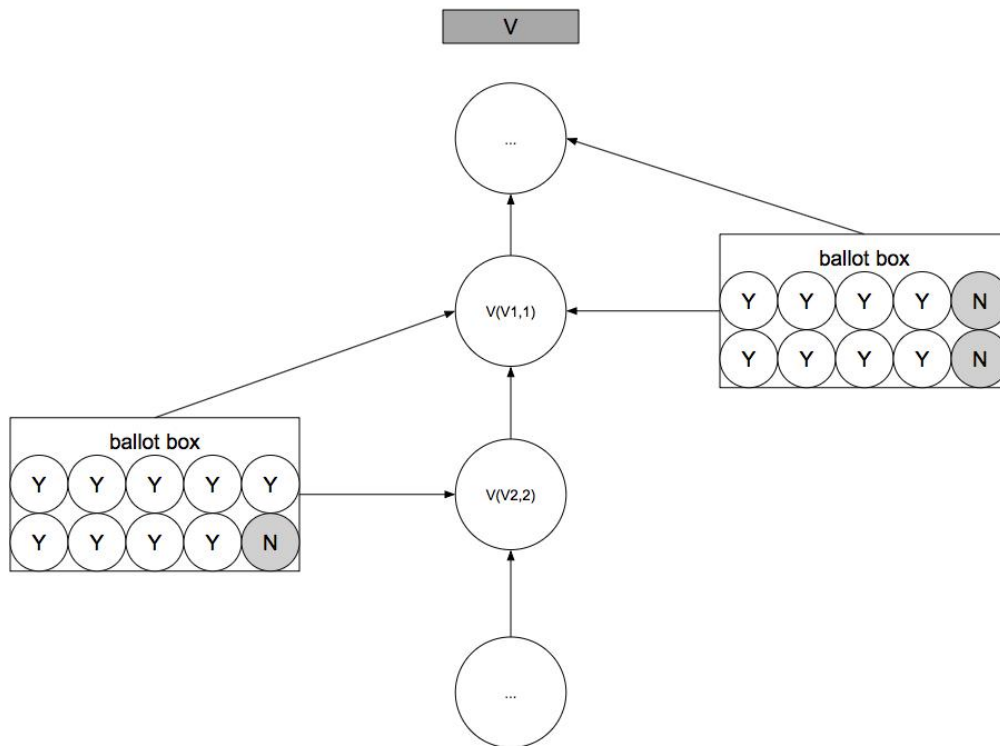 V
...
ballot box
Y Y Y Y N
Y Y Y Y N
V(V1,1)
ballot box
Y Y Y Y Y
Y Y Y Y N
V(V2,2)
...